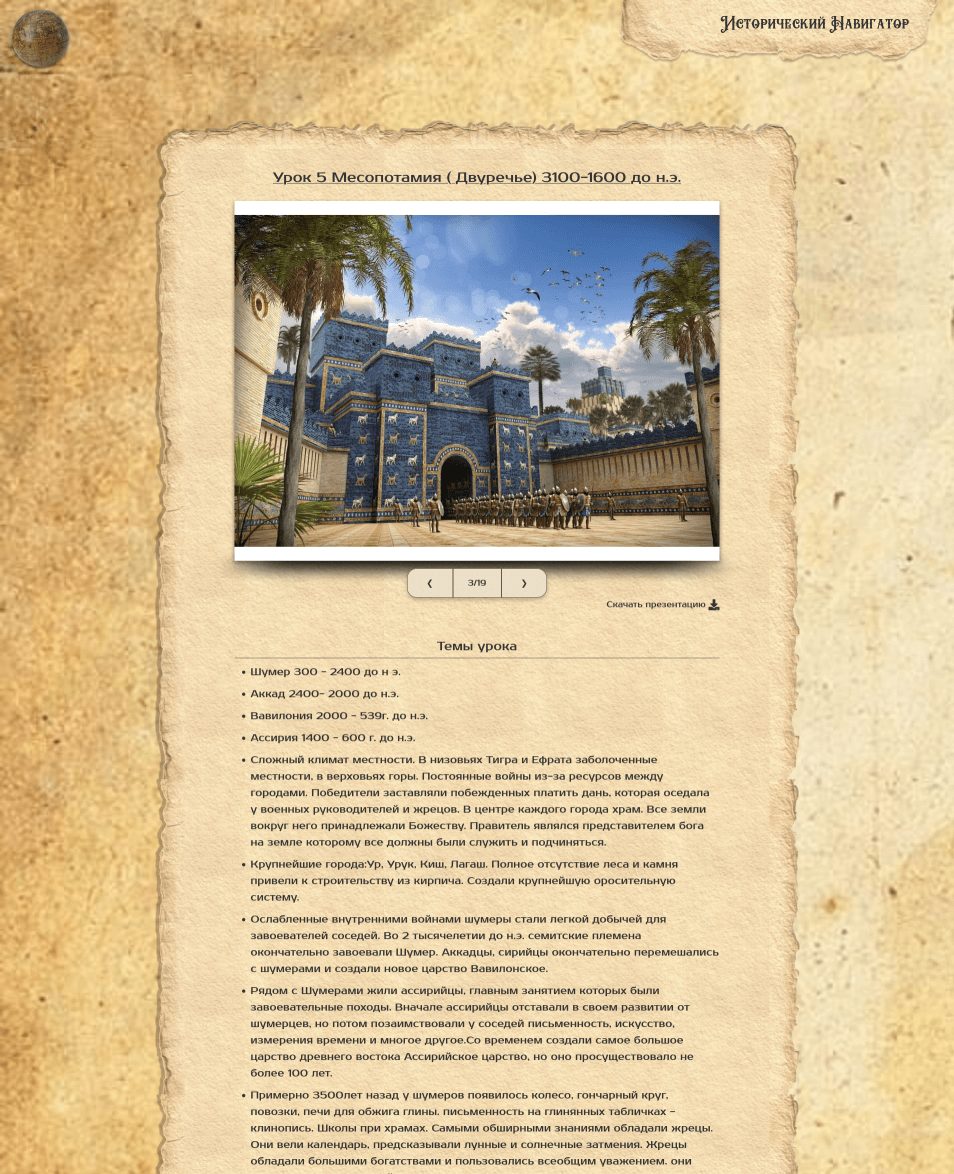 Исторический Навигатор
Урок 5 Месопотамия ( Двуречье) 3100-1600 до н.э.
❮ 3/19 ❯
Скачать презентацию
Темы урока
• Шумер 300 - 2400 до н э.
• Аккад 2400- 2000 до н.э.
• Вавилония 2000 - 539г. до н.э.
• Ассирия 1400 - 600 г. до н.э.
• Сложный климат местности. В низовьях Тигра и Ефрата заболоченные
местности, в верховьях горы. Постоянные войны из-за ресурсов между
городами. Победители заставляли побежденных платить дань, которая оседала
у военных руководителей и жрецов. В центре каждого города храм. Все земли
вокруг него принадлежали Божеству. Правитель являлся представителем бога
на земле которому все должны были служить и подчиняться.
• Крупнейшие города:Ур, Урук, Киш, Лагаш. Полное отсутствие леса и камня
привели к строительству из кирпича. Создали крупнейшую оросительную
систему.
• Ослабленные внутренними войнами шумеры стали легкой добычей для
завоевателей соседей. Во 2 тысячелетии до н.э. семитские племена
окончательно завоевали Шумер. Аккадцы, сирийцы окончательно перемешались
с шумерами и создали новое царство Вавилонское.
• Рядом с Шумерами жили ассирийцы, главным занятием которых были
завоевательные походы. Вначале ассирийцы отставали в своем развитии от
шумерцев, но потом позаимствовали у соседей письменность, искусство,
измерения времени и многое другое.Со временем создали самое большое
царство древнего востока Ассирийское царство, но оно просуществовало не
более 100 лет.
• Примерно 3500лет назад у шумеров появилось колесо, гончарный круг,
повозки, печи для обжига глины. письменность на глинянных табличках -
клинопись. Школы при храмах. Самыми обширными знаниями обладали жрецы.
Они вели календарь, предсказывали лунные и солнечные затмения. Жрецы
обладали большими богатствами и пользовались всеобщим уважением. они